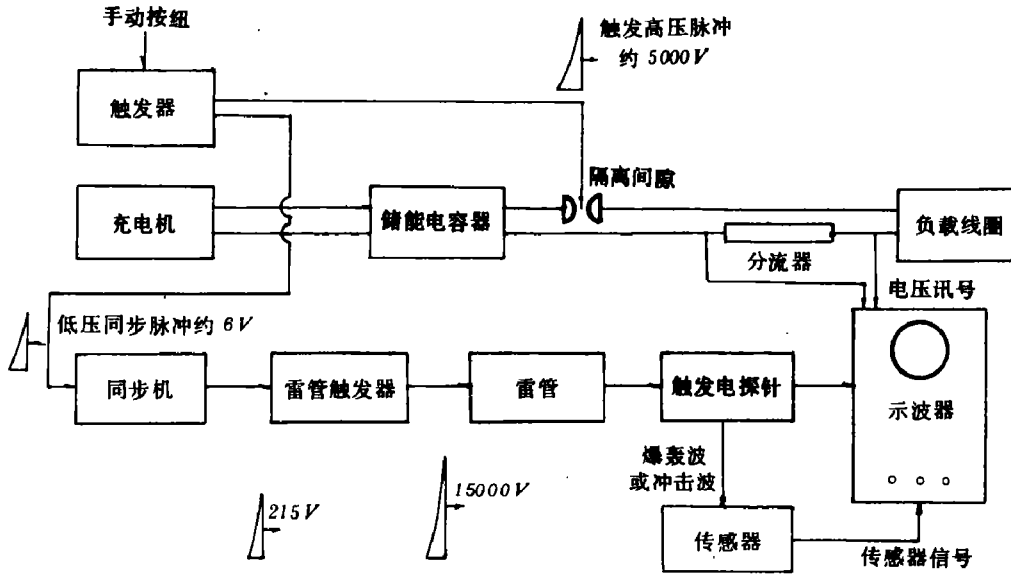 手动按钮
触发高压脉冲
约 5000V
触发器
隔离间隙
充电机
储能电容器
负载线圈
分流器
电压讯号
低压同步脉冲约 6V
同步机
雷管触发器
雷管
触发电探针
示波器
爆轰波
或冲击波
215V
15000V
传感器
传感器信号